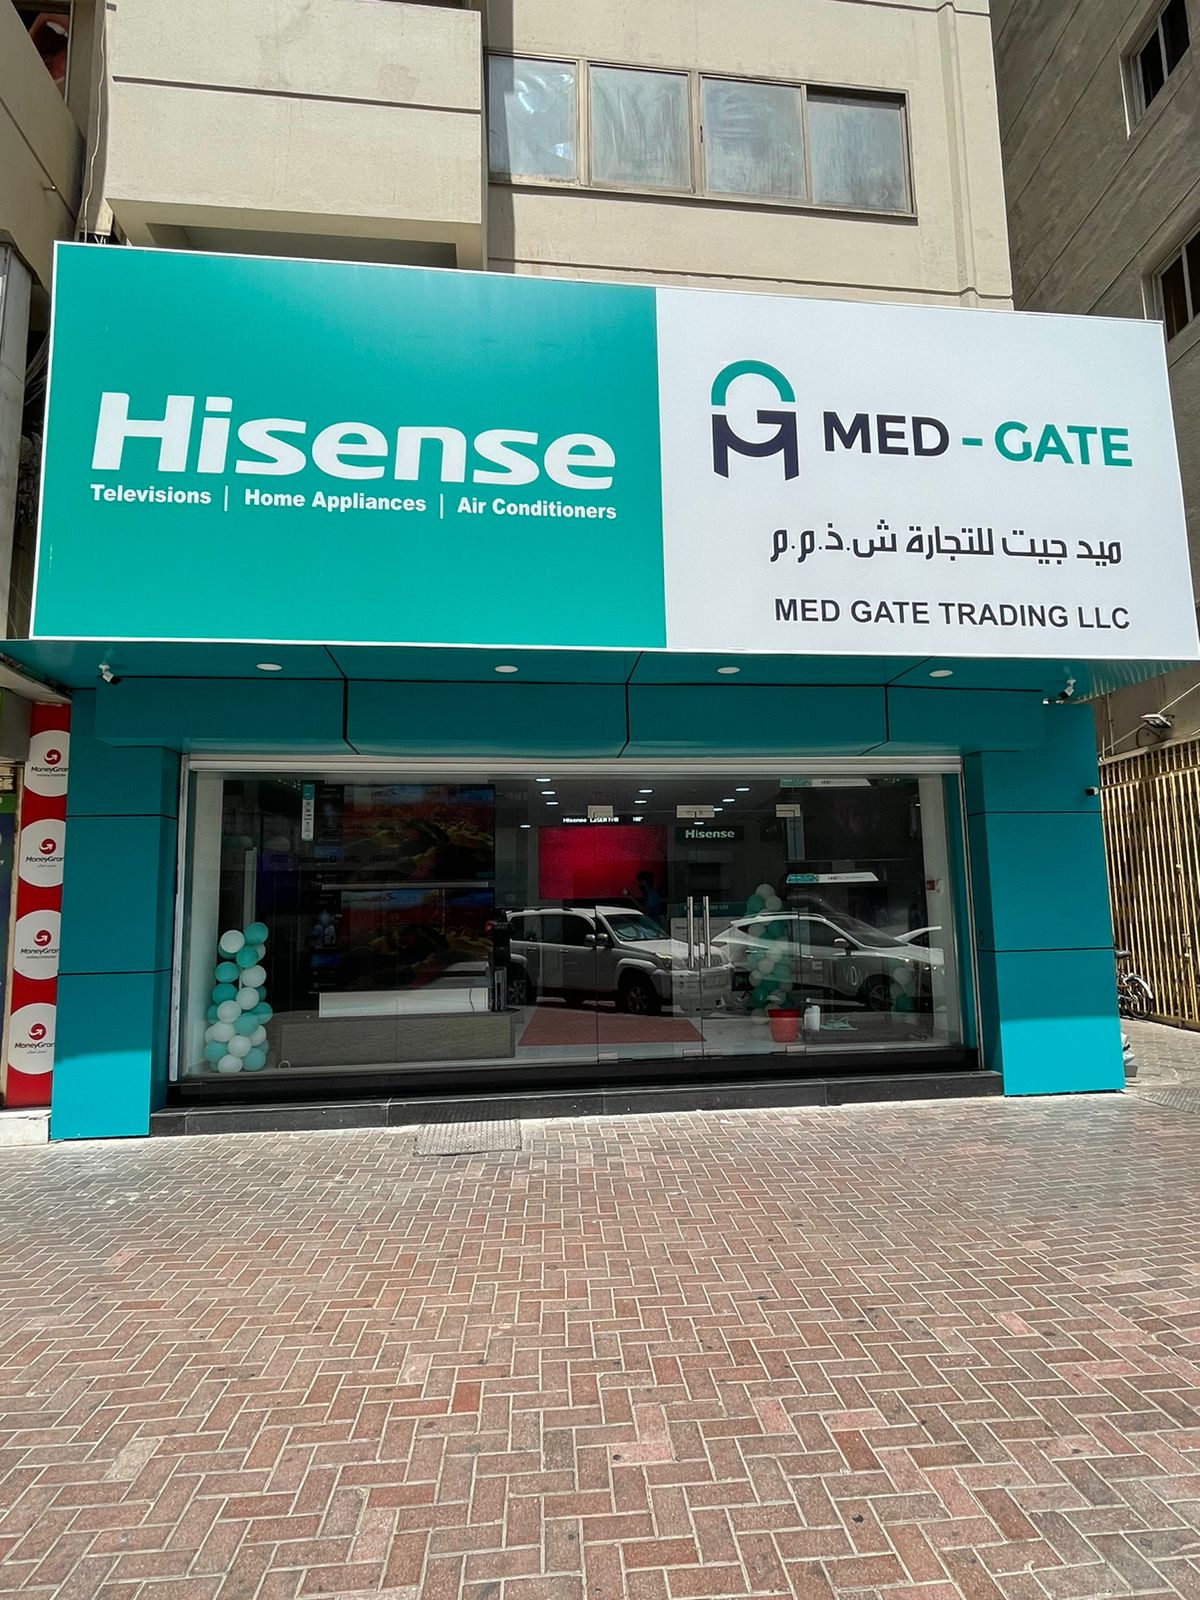 Hisense
Televisions | Home Appliances | Air Conditioners
MED - GATE
ميد جيت للتجارة ش.ذ.م.م
MED GATE TRADING LLC
MoneyGram
MoneyGram
MoneyGram
MoneyGram
Hisense LASER TV 100"
Hisense